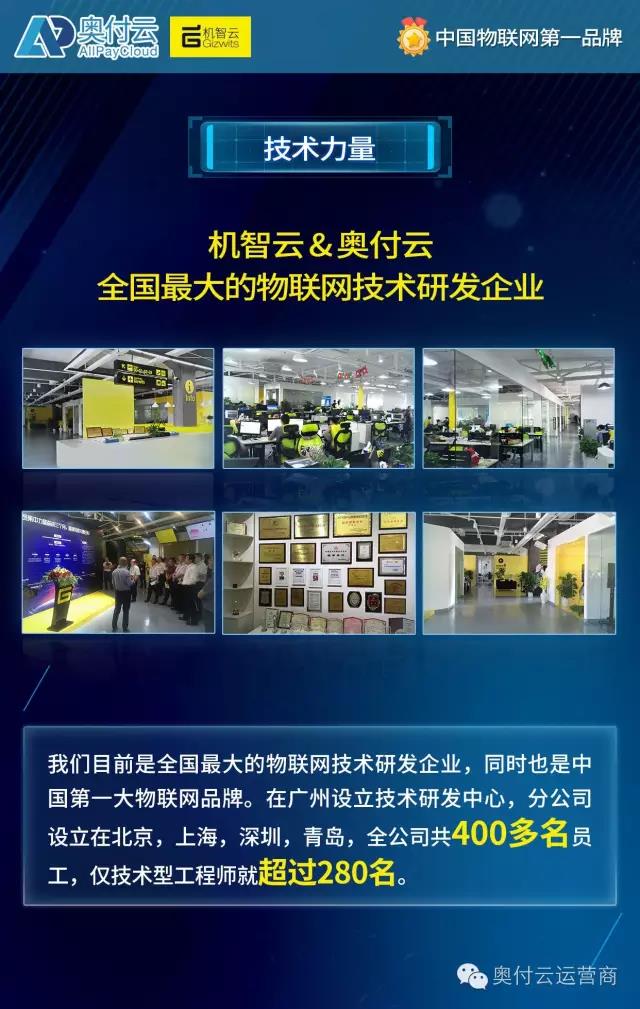 奥付云
AllPayCloud
机智云
Gizwits
中国物联网第一品牌
技术力量
机智云＆奥付云
全国最大的物联网技术研发企业
info
我们目前是全国最大的物联网技术研发企业，同时也是中
国第一大物联网品牌。在广州设立技术研发中心，分公司
设立在北京，上海，深圳，青岛，全公司共400多名员
工，仅技术型工程师就超过280名。
奥付云运营商